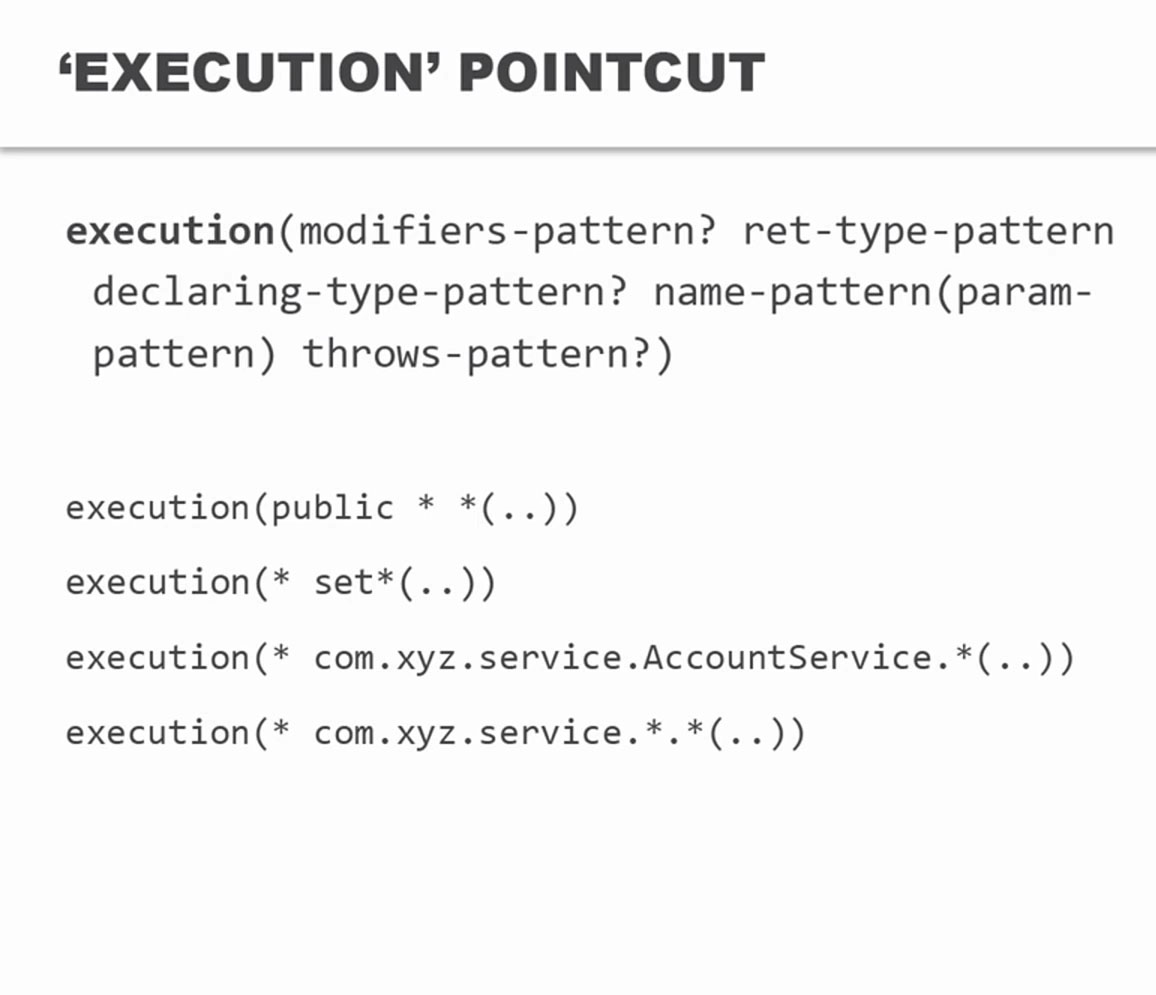 ‘EXECUTION’ POINTCUT
execution(modifiers-pattern? ret-type-pattern
declaring-type-pattern? name-pattern(param-
pattern) throws-pattern?)
execution(public * *(..))
execution(* set*(..))
execution(* com.xyz.service.AccountService.*(..))
execution(* com.xyz.service.*.*(..))